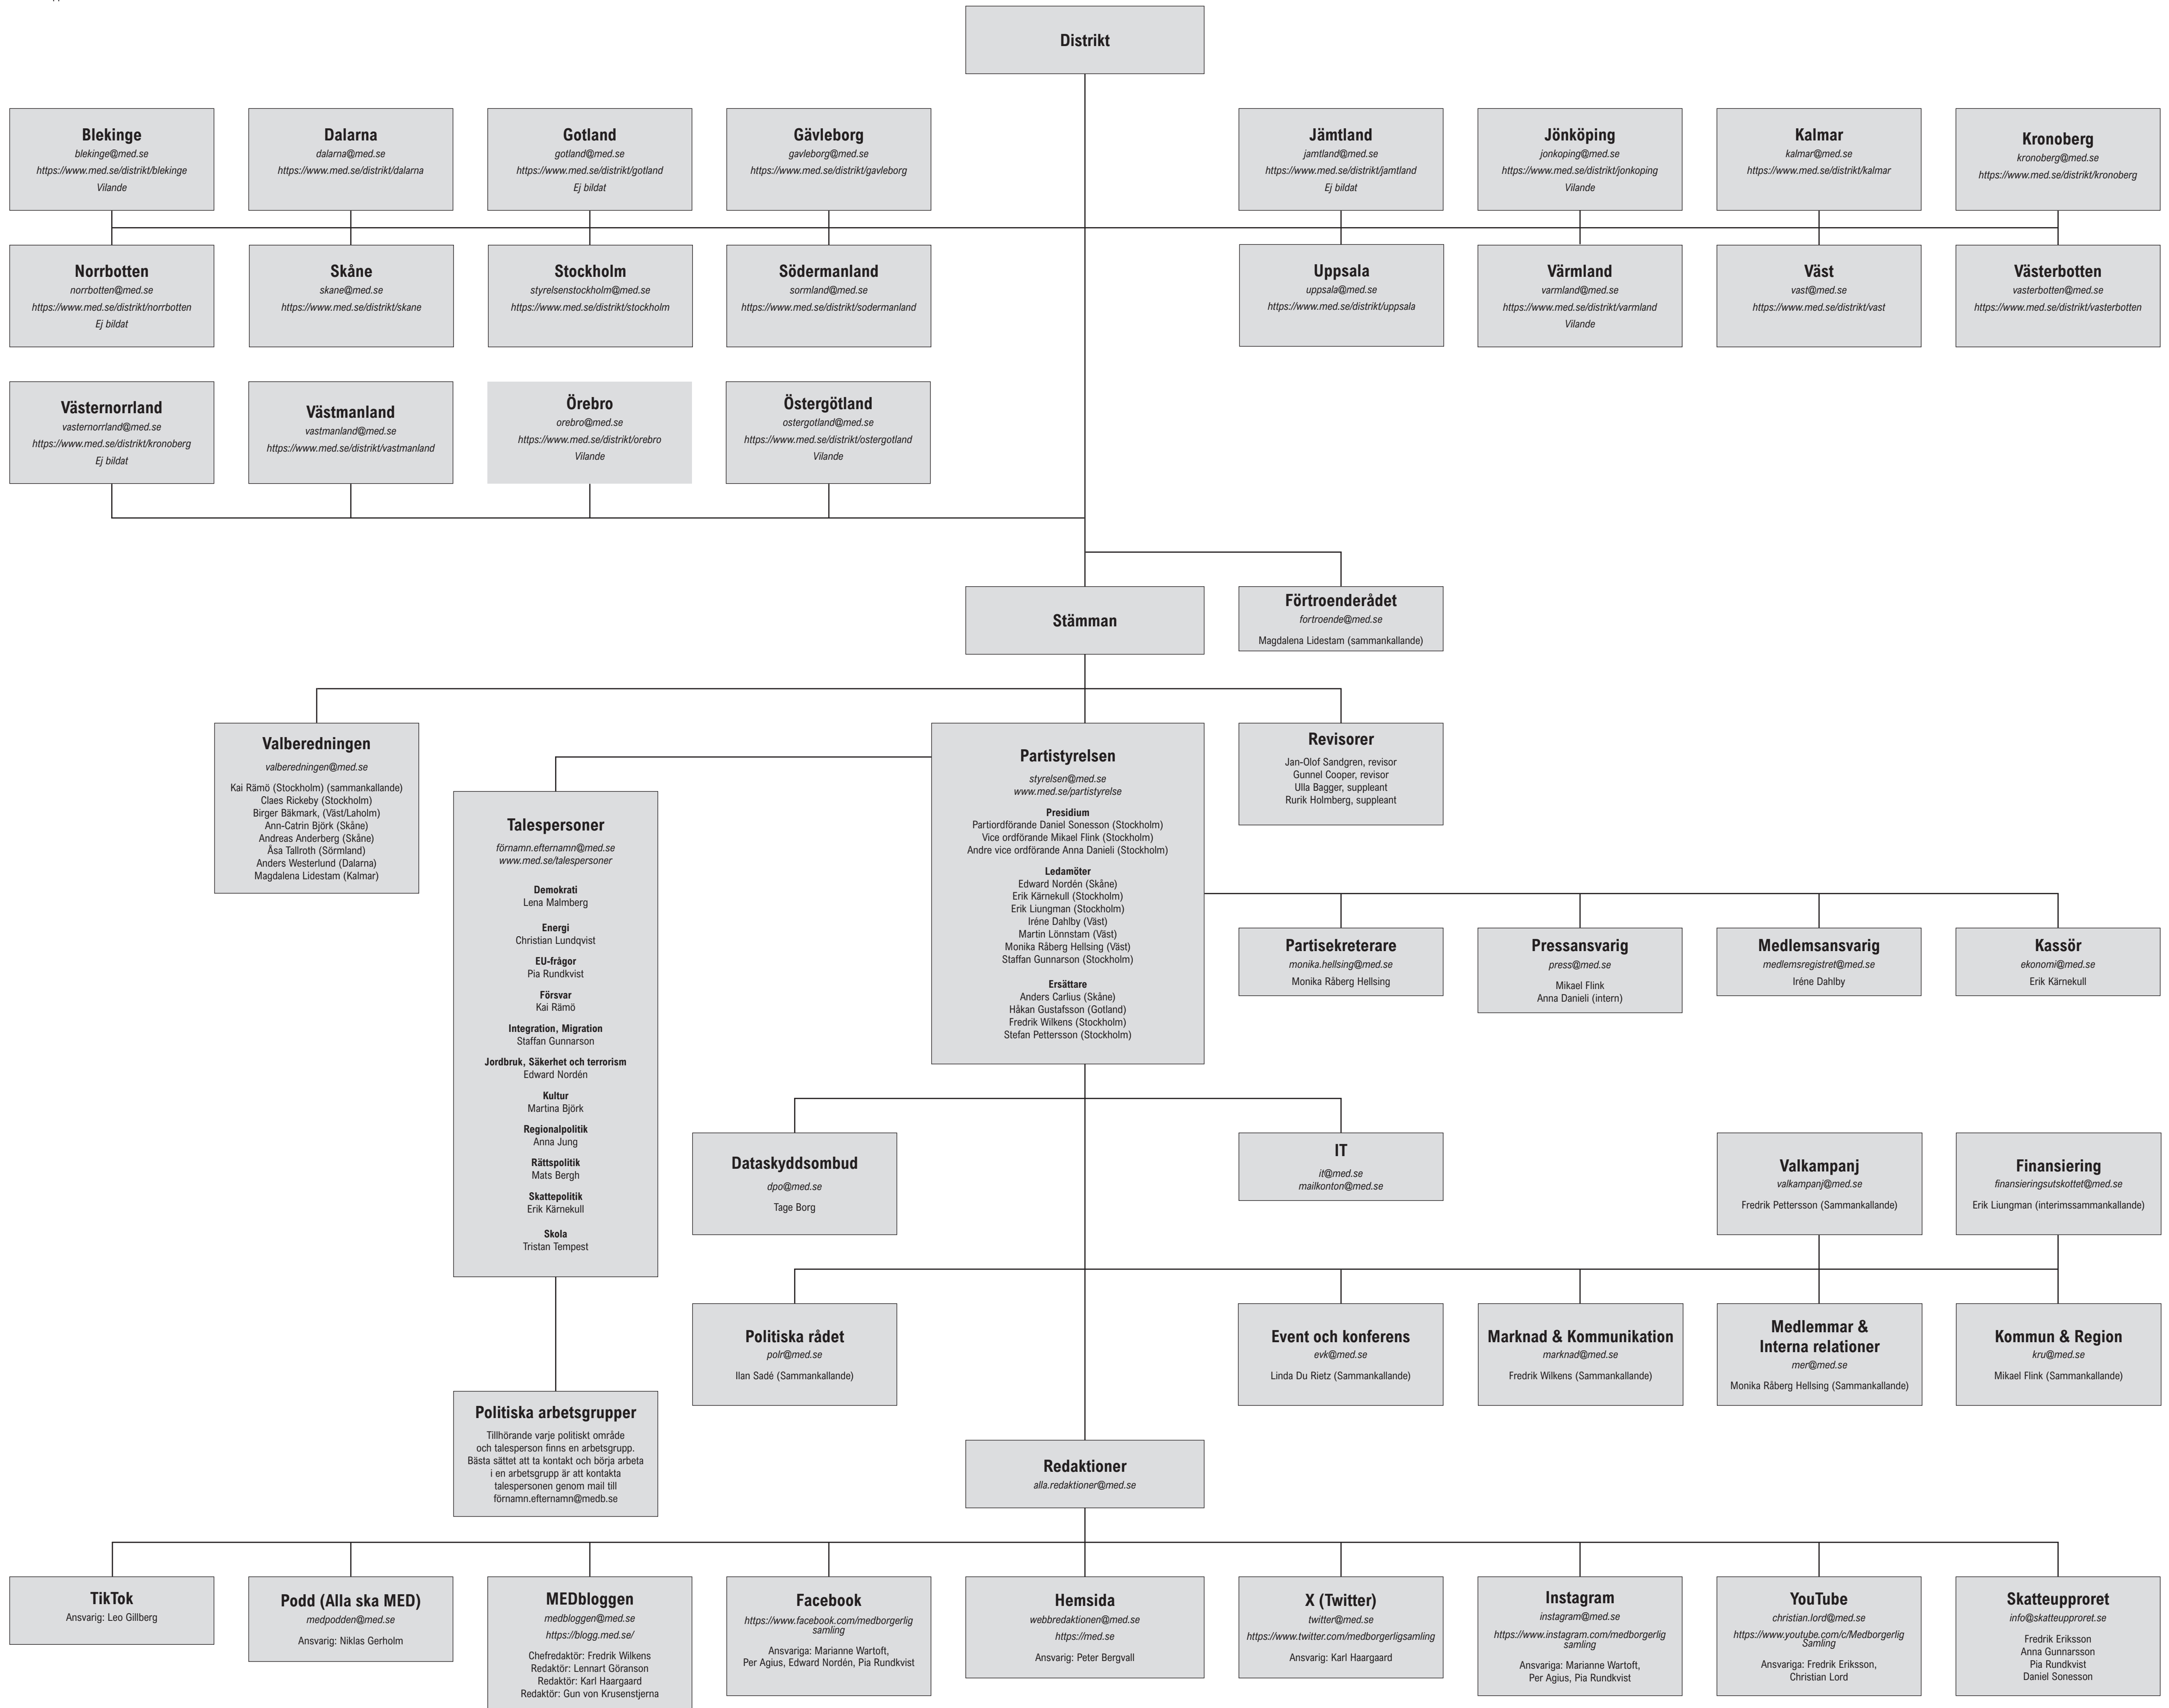 Distrikt
Blekinge
blekinge@med.se
https://www.med.se/distrikt/blekinge
Vilande
Dalarna
dalarna@med.se
https://www.med.se/distrikt/dalarna
Gotland
gotland@med.se
https://www.med.se/distrikt/gotland
Ej bildat
Gävleborg
gavleborg@med.se
https://www.med.se/distrikt/gavleborg
Jämtland
jamtland@med.se
https://www.med.se/distrikt/jamtland
Ej bildat
Jönköping
jonkoping@med.se
https://www.med.se/distrikt/jonkoping
Vilande
Kalmar
kalmar@med.se
https://www.med.se/distrikt/kalmar
Kronoberg
kronoberg@med.se
https://www.med.se/distrikt/kronoberg
Norrbotten
norrbotten@med.se
https://www.med.se/distrikt/norrbotten
Ej bildat
Skåne
skane@med.se
https://www.med.se/distrikt/skane
Stockholm
styrelsenstockholm@med.se
https://www.med.se/distrikt/stockholm
Södermanland
sormland@med.se
https://www.med.se/distrikt/sodermanland
Uppsala
uppsala@med.se
https://www.med.se/distrikt/uppsala
Värmland
varmland@med.se
https://www.med.se/distrikt/varmland
Vilande
Väst
vast@med.se
https://www.med.se/distrikt/vast
Västerbotten
vasterbotten@med.se
https://www.med.se/distrikt/vasterbotten
Västernorrland
vasternorrland@med.se
https://www.med.se/distrikt/kronoberg
Ej bildat
Västmanland
vastmanland@med.se
https://www.med.se/distrikt/vastmanland
Örebro
orebro@med.se
https://www.med.se/distrikt/orebro
Vilande
Östergötland
ostergotland@med.se
https://www.med.se/distrikt/ostergotland
Vilande
Stämman
Förtroenderådet
fortroende@med.se
Magdalena Lidestam (sammankallande)
Valberedningen
valberedningen@med.se
Kai Rämö (Stockholm) (sammankallande)
Claes Rickeby (Stockholm)
Birger Bäkmark, (Väst/Laholm)
Ann-Catrin Björk (Skåne)
Andreas Anderberg (Skåne)
Åsa Tallroth (Sörmland)
Anders Westerlund (Dalarna)
Magdalena Lidestam (Kalmar)
Talespersoner
förnamn.efternamn@med.se
www.med.se/talespersoner
Demokrati
Lena Malmberg
Energi
Christian Lundqvist
EU-frågor
Pia Rundkvist
Försvar
Kai Rämö
Integration, Migration
Staffan Gunnarson
Jordbruk, Säkerhet och terrorism
Edward Nordén
Kultur
Martina Björk
Regionalpolitik
Anna Jung
Rättspolitik
Mats Bergh
Skattepolitik
Erik Kärnekull
Skola
Tristan Tempest
Partistyrelsen
styrelsen@med.se
www.med.se/partistyrelse
Presidium
Partiordförande Daniel Sonesson (Stockholm)
Vice ordförande Mikael Flink (Stockholm)
Andre vice ordförande Anna Danieli (Stockholm)
Ledamöter
Edward Nordén (Skåne)
Erik Kärnekull (Stockholm)
Erik Liungman (Stockholm)
Iréne Dahlby (Väst)
Martin Lönnstam (Väst)
Monika Råberg Hellsing (Väst)
Staffan Gunnarson (Stockholm)
Ersättare
Anders Carlius (Skåne)
Håkan Gustafsson (Gotland)
Fredrik Wilkens (Stockholm)
Stefan Pettersson (Stockholm)
Revisorer
Jan-Olof Sandgren, revisor
Gunnel Cooper, revisor
Ulla Bagger, suppleant
Rurik Holmberg, suppleant
Partisekreterare
monika.hellsing@med.se
Monika Råberg Hellsing
Pressansvarig
press@med.se
Mikael Flink
Anna Danieli (intern)
Medlemsansvarig
medlemsregistret@med.se
Iréne Dahlby
Kassör
ekonomi@med.se
Erik Kärnekull
Dataskyddsombud
dpo@med.se
Tage Borg
IT
it@med.se
mailkonton@med.se
Valkampanj
valkampanj@med.se
Fredrik Pettersson (Sammankallande)
Finansiering
finansieringsutskottet@med.se
Erik Liungman (interimssammankallande)
Politiska rådet
polr@med.se
Ilan Sadé (Sammankallande)
Event och konferens
evk@med.se
Linda Du Rietz (Sammankallande)
Marknad & Kommunikation
marknad@med.se
Fredrik Wilkens (Sammankallande)
Medlemmar &
Interna relationer
mer@med.se
Monika Råberg Hellsing (Sammankallande)
Kommun & Region
kru@med.se
Mikael Flink (Sammankallande)
Politiska arbetsgrupper
Tillhörande varje politiskt område
och talesperson finns en arbetsgrupp.
Bästa sättet att ta kontakt och börja arbeta
i en arbetsgrupp är att kontakta
talespersonen genom mail till
förnamn.efternamn@medb.se
Redaktioner
alla.redaktioner@med.se
TikTok
Ansvarig: Leo Gillberg
Podd (Alla ska MED)
medpodden@med.se
Ansvarig: Niklas Gerholm
MEDbloggen
medbloggen@med.se
https://blogg.med.se/
Chefredaktör: Fredrik Wilkens
Redaktör: Lennart Göranson
Redaktör: Karl Haargaard
Redaktör: Gun von Krusenstjerna
Facebook
https://www.facebook.com/medborgerlig
samling
Ansvariga: Marianne Wartoft,
Per Agius, Edward Nordén, Pia Rundkvist
Hemsida
webbredaktionen@med.se
https://med.se
Ansvarig: Peter Bergvall
X (Twitter)
twitter@med.se
https://www.twitter.com/medborgerligsamling
Ansvarig: Karl Haargaard
Instagram
instagram@med.se
https://www.instagram.com/medborgerlig
samling
Ansvariga: Marianne Wartoft,
Per Agius, Pia Rundkvist
YouTube
christian.lord@med.se
https://www.youtube.com/c/Medborgerlig
Samling
Ansvariga: Fredrik Eriksson,
Christian Lord
Skatteupproret
info@skatteupproret.se
Fredrik Eriksson
Anna Gunnarsson
Pia Rundkvist
Daniel Sonesson